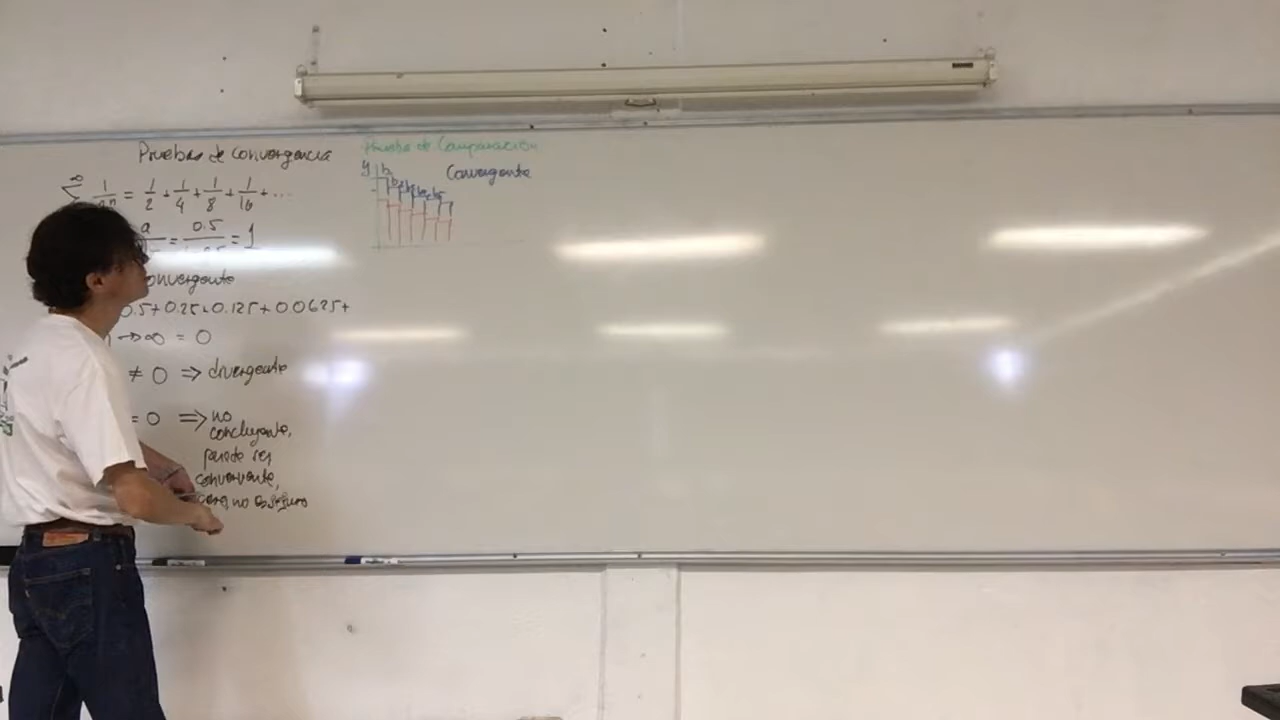 Pruebas de convergencia
∞
Σ 1/2ⁿ = 1/2 + 1/4 + 1/8 + 1/16 + ...
a = 0.5 = 1
convergente
0.5 + 0.25 + 0.125 + 0.0625 +
→ ∞ = 0
≠ 0 ⇒ divergente
= 0 ⇒ no
concluyente,
puede ser
convervente,
pero no es seguro
Prueba de Comparación
y
Convergente